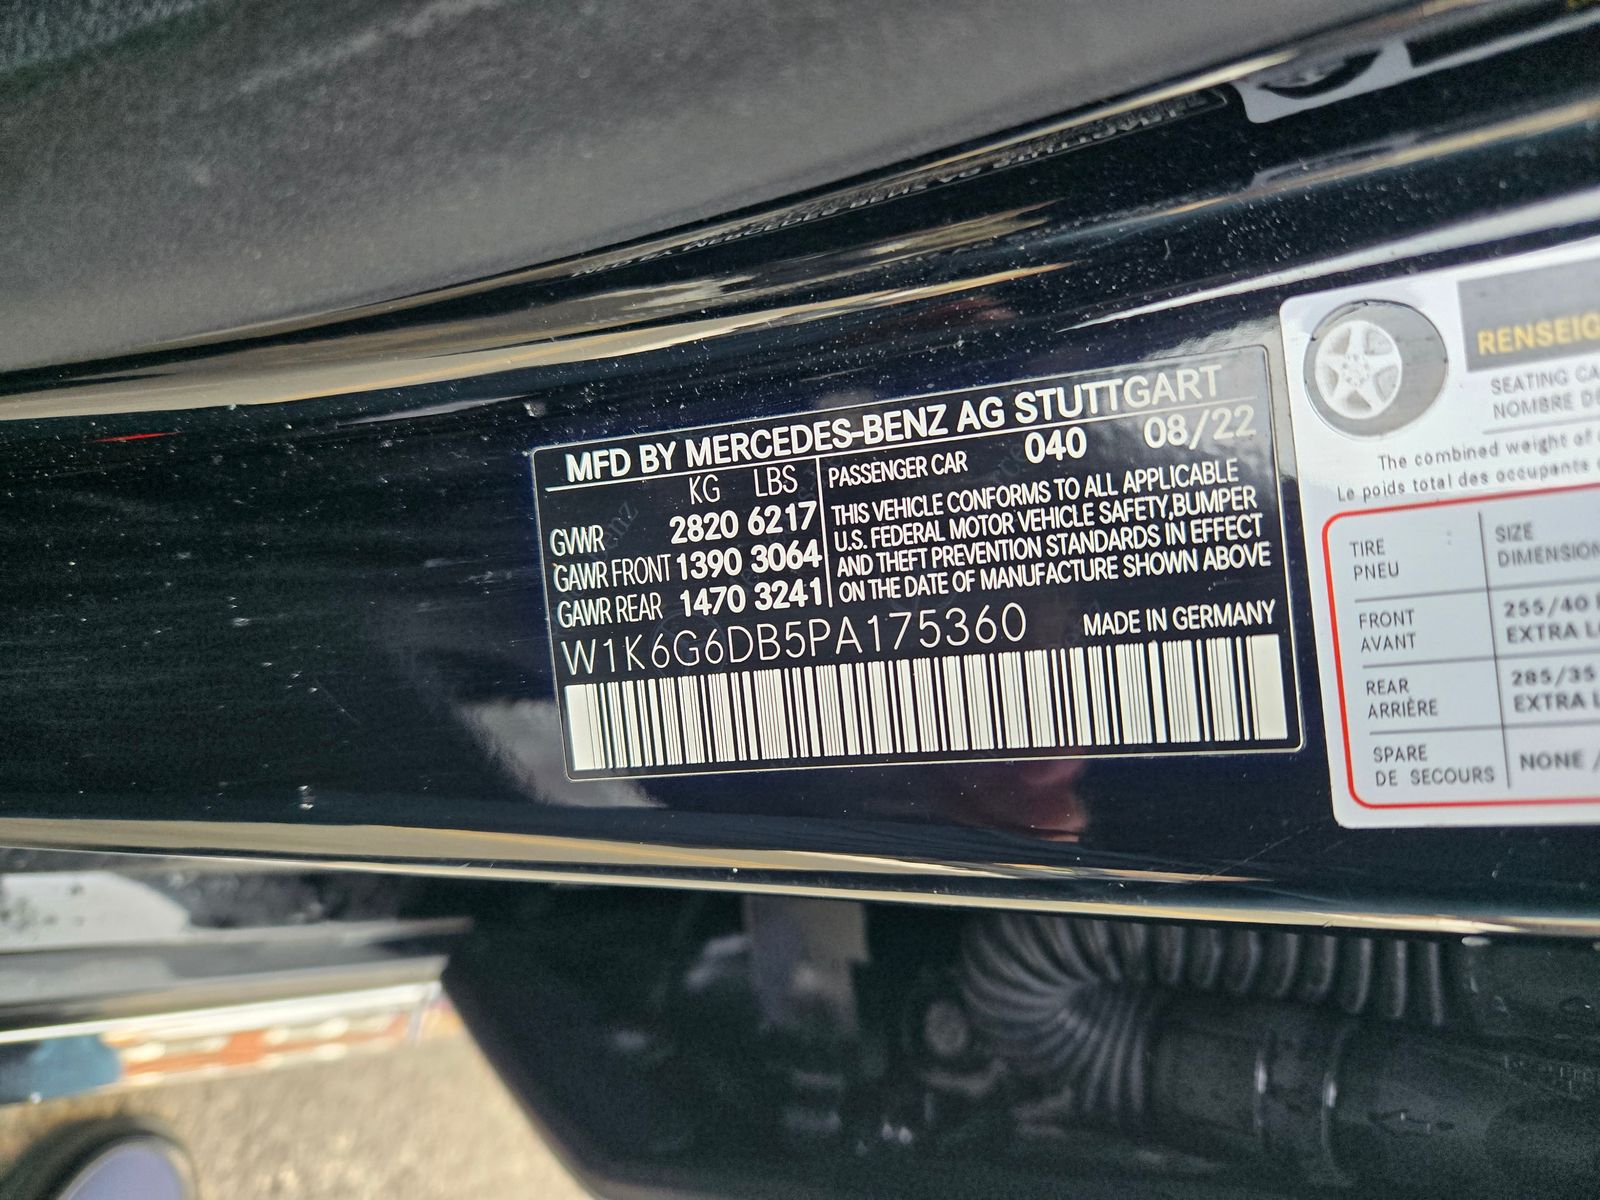 MFD BY MERCEDES-BENZ AG STUTTGART
KG LBS
GVWR 2820 6217
GAWR FRONT 1390 3064
GAWR REAR 1470 3241
PASSENGER CAR 040 08/22
THIS VEHICLE CONFORMS TO ALL APPLICABLE
U.S. FEDERAL MOTOR VEHICLE SAFETY,BUMPER
AND THEFT PREVENTION STANDARDS IN EFFECT
ON THE DATE OF MANUFACTURE SHOWN ABOVE
W1K6G6DB5PA175360 MADE IN GERMANY
RENSEIG
SEATING CA
NOMBRE DE
The combined weight of
Le poids total des occupants
TIRE
PNEU
SIZE
DIMENSION
FRONT
AVANT
255/40
EXTRA L
REAR
ARRIÈRE
285/35
EXTRA L
SPARE
DE SECOURS
NONE /